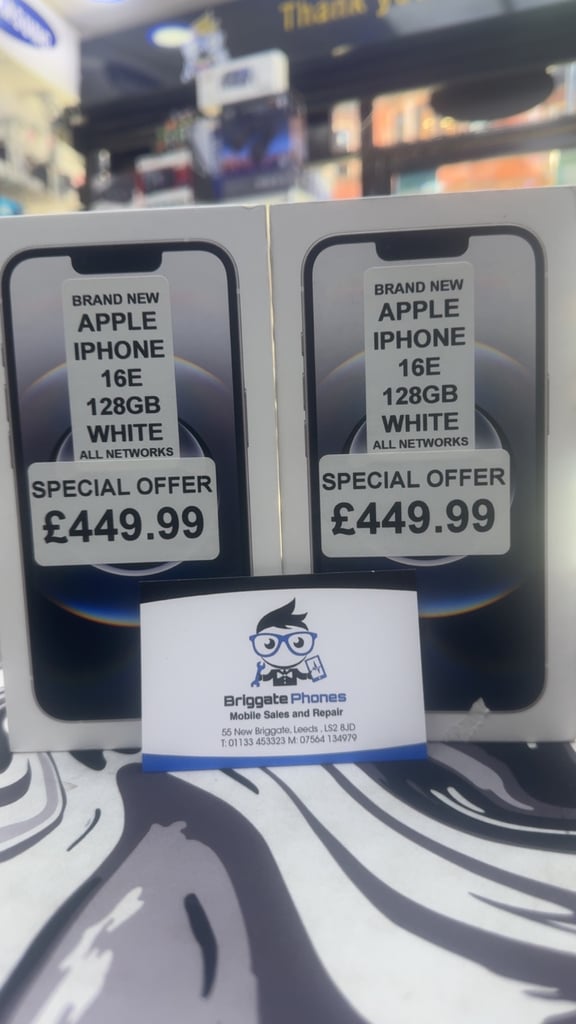 Thank
BRAND NEW
APPLE
IPHONE
16E
128GB
WHITE
ALL NETWORKS
SPECIAL OFFER
£449.99
BRAND NEW
APPLE
IPHONE
16E
128GB
WHITE
ALL NETWORKS
SPECIAL OFFER
£449.99
Briggate Phones
Mobile Sales and Repair
55 New Briggate, Leeds , LS2 8JD
T: 01133 453323 M: 07564 134979